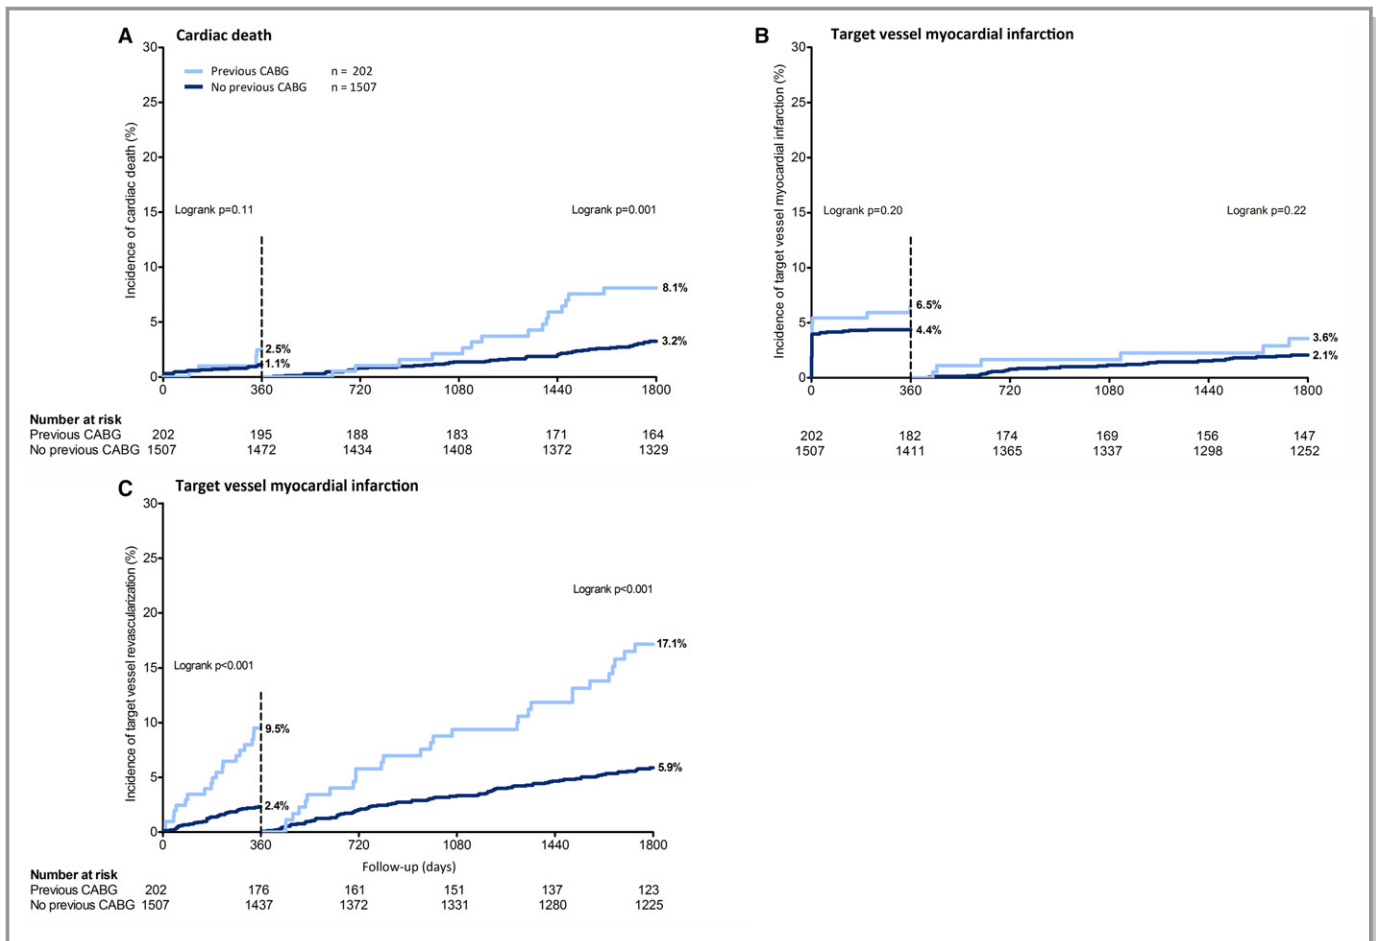 A Cardiac death
Previous CABG n = 202
No previous CABG n = 1507
Incidence of cardiac death (%)
30
25
20
15
10
5
0
Logrank p=0.11
Logrank p=0.001
2.5%
1.1%
8.1%
3.2%
0 360 720 1080 1440 1800
Number at risk
Previous CABG 202 195 188 183 171 164
No previous CABG 1507 1472 1434 1408 1372 1329
B Target vessel myocardial infarction
Incidence of target vessel myocardial infarction (%)
30
25
20
15
10
5
0
Logrank p=0.20
Logrank p=0.22
6.5%
4.4%
3.6%
2.1%
0 360 720 1080 1440 1800
202 182 174 169 156 147
1507 1411 1365 1337 1298 1252
C Target vessel myocardial infarction
Incidence of target vessel revascularization (%)
30
25
20
15
10
5
0
Logrank p<0.001
Logrank p<0.001
9.5%
2.4%
17.1%
5.9%
0 360 720 1080 1440 1800
Follow-up (days)
Number at risk
Previous CABG 202 176 161 151 137 123
No previous CABG 1507 1437 1372 1331 1280 1225